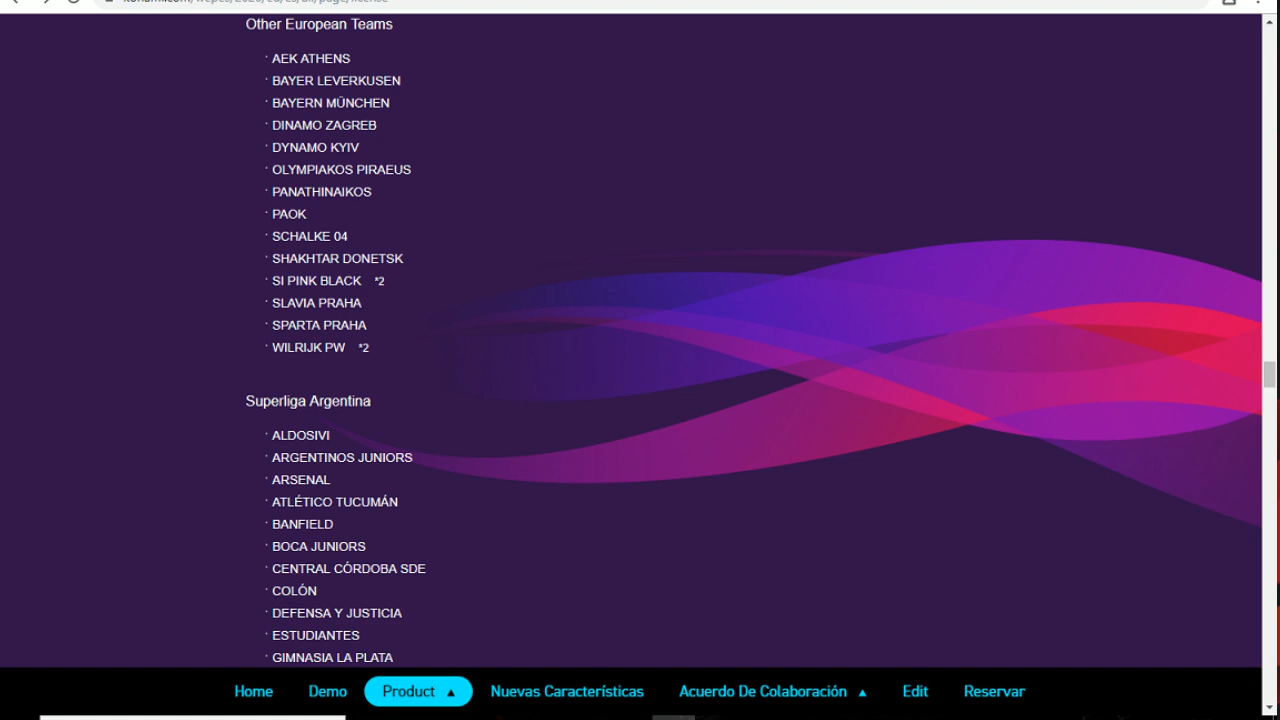 Other European Teams
· AEK ATHENS
· BAYER LEVERKUSEN
· BAYERN MÜNCHEN
· DINAMO ZAGREB
· DYNAMO KYIV
· OLYMPIAKOS PIRAEUS
· PANATHINAIKOS
· PAOK
· SCHALKE 04
· SHAKHTAR DONETSK
· SI PINK BLACK *2
· SLAVIA PRAHA
· SPARTA PRAHA
· WILRIJK PW *2
Superliga Argentina
· ALDOSIVI
· ARGENTINOS JUNIORS
· ARSENAL
· ATLÉTICO TUCUMÁN
· BANFIELD
· BOCA JUNIORS
· CENTRAL CÓRDOBA SDE
· COLÓN
· DEFENSA Y JUSTICIA
· ESTUDIANTES
· GIMNASIA LA PLATA
Home Demo Product ▲ Nuevas Características Acuerdo De Colaboración ▲ Edit Reservar